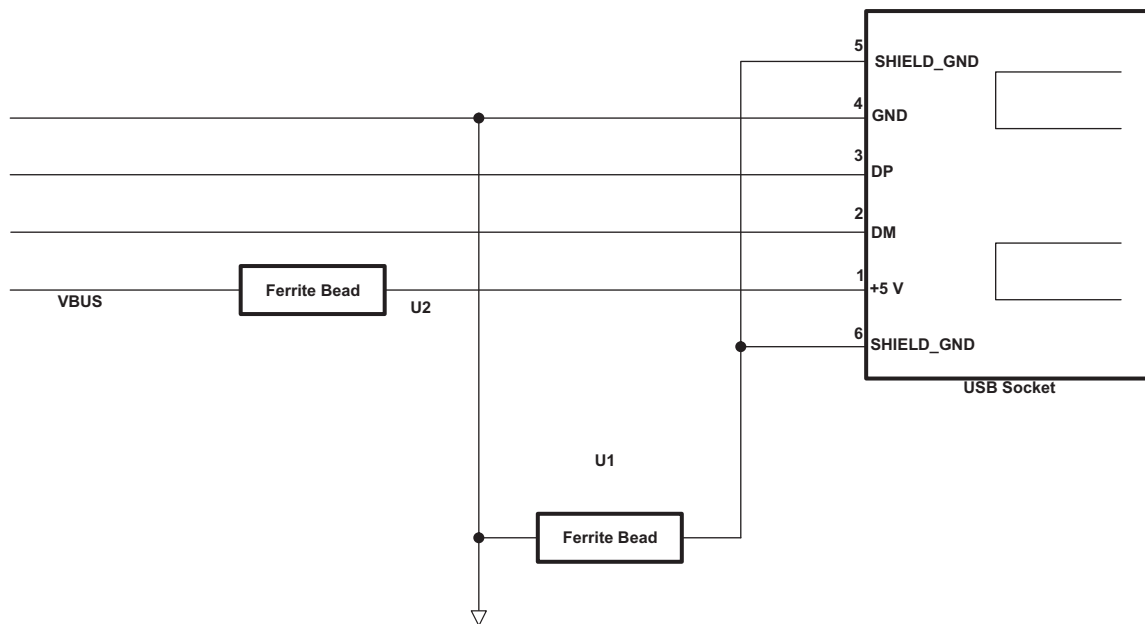 5
SHIELD_GND
4
GND
3
DP
2
DM
1
+5 V
Ferrite Bead
VBUS
U2
6
SHIELD_GND
USB Socket
U1
Ferrite Bead